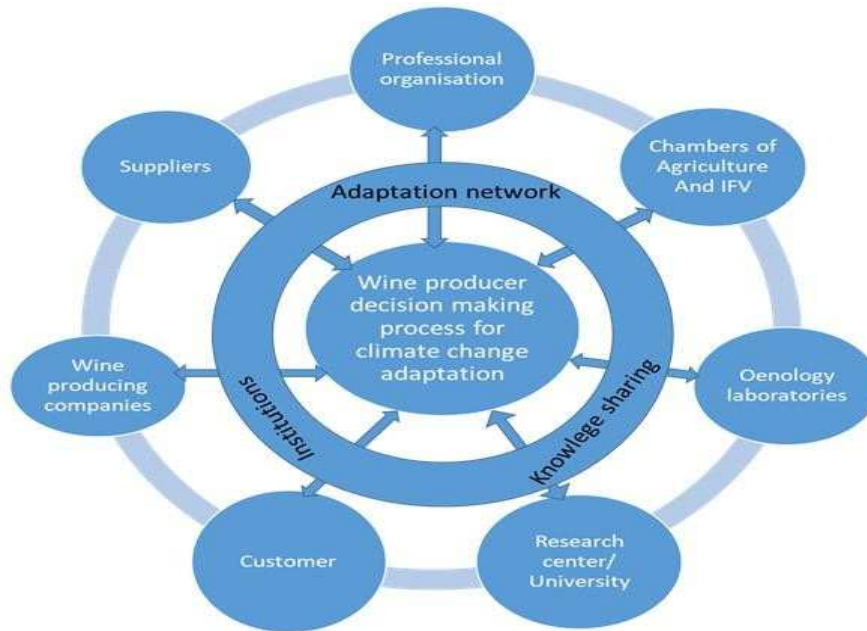 Professional
organisation
Suppliers
Chambers of
Agriculture
And IFV
Adaptation network
Wine producer
decision making
process for
climate change
adaptation
Wine
producing
companies
Oenology
laboratories
Institutions
Knowlege sharing
Customer
Research
center/
University